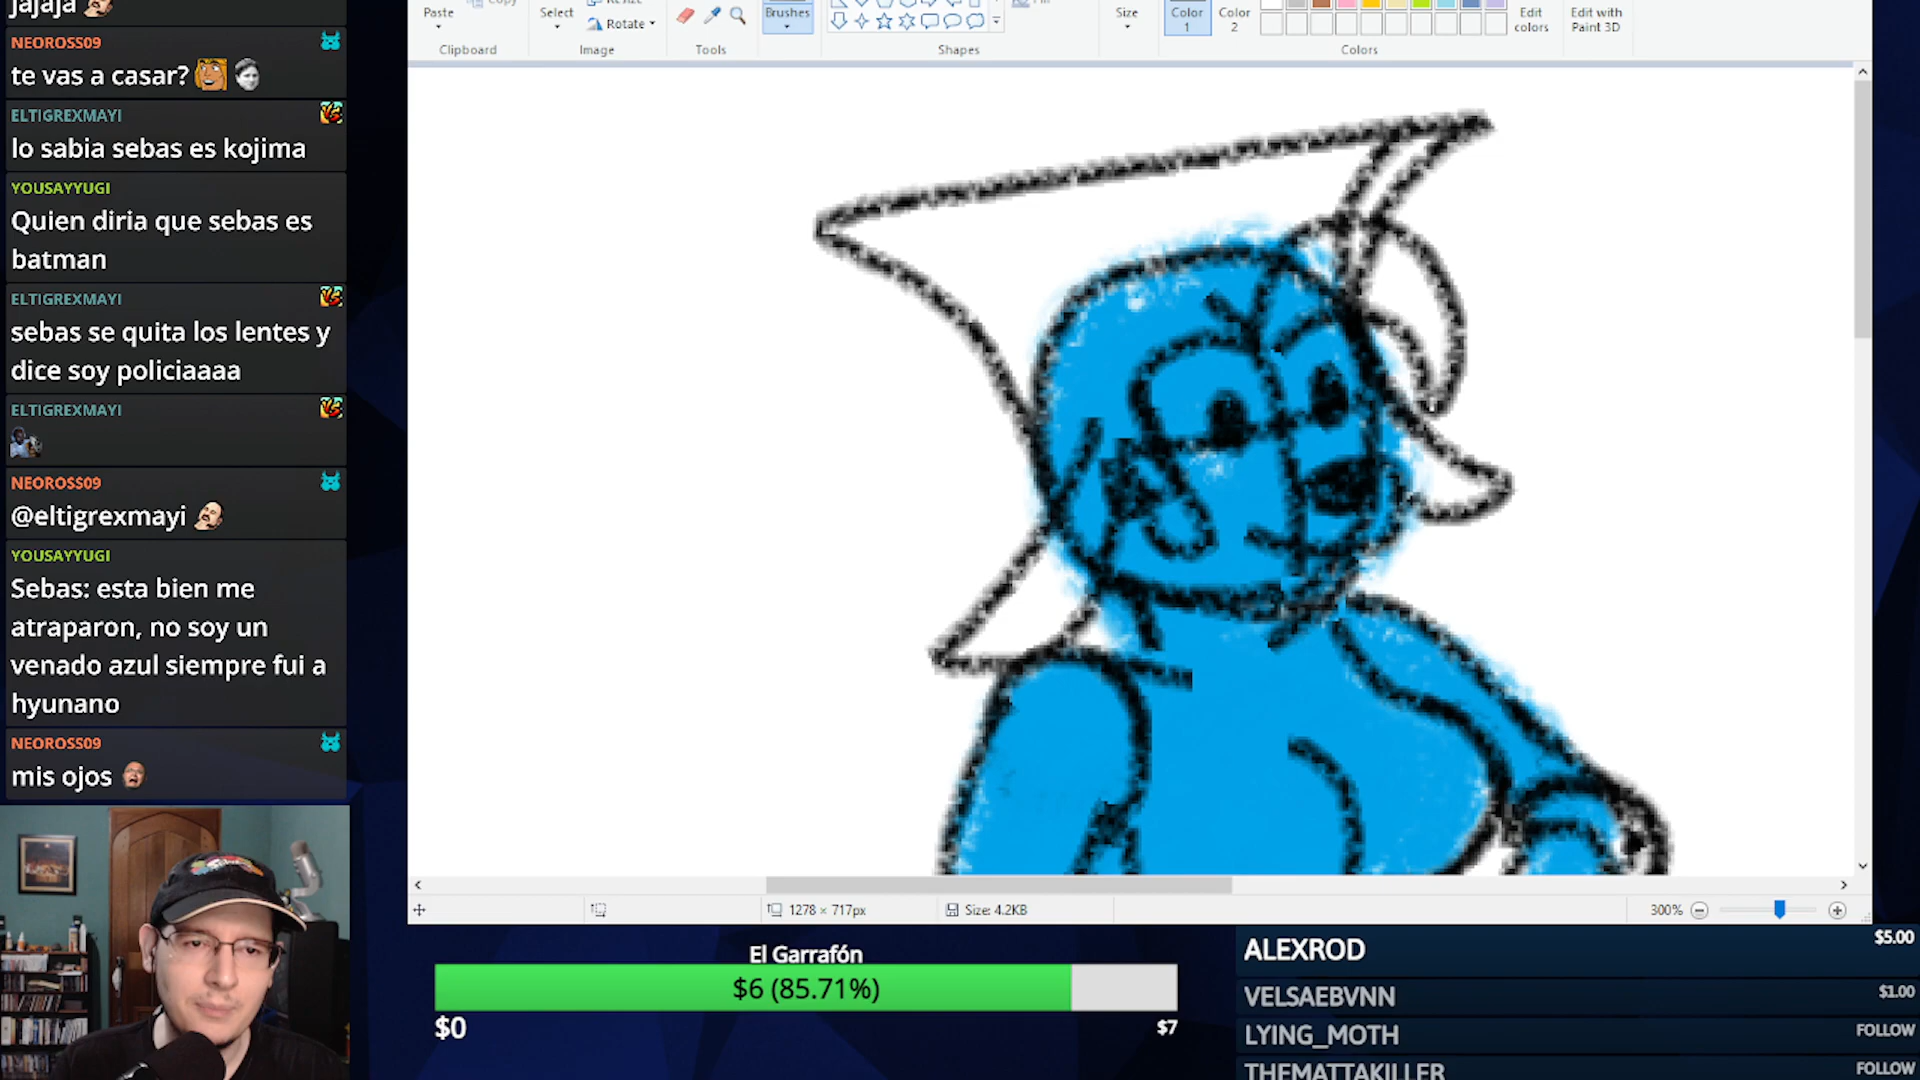 jajaja
NEOROSS09
te vas a casar?
ELTIGREXMAYI
lo sabia sebas es kojima
YOUSAYYUGI
Quien diria que sebas es
batman
ELTIGREXMAYI
sebas se quita los lentes y
dice soy policiaaaa
ELTIGREXMAYI
NEOROSS09
@eltigrexmayi
YOUSAYYUGI
Sebas: esta bien me
atraparon, no soy un
venado azul siempre fui a
hyunano
NEOROSS09
mis ojos
Paste
Copy
Clipboard
Select
Resize
Rotate
Image
Tools
Brushes
Shapes
Fill
Size
Color
1
Color
2
Edit
colors
Edit with
Paint 3D
Colors
1278 × 717px
Size: 4.2KB
300%
El Garrafón
$6 (85.71%)
$0
$7
ALEXROD
$5.00
VELSAEBVNN
$1.00
LYING_MOTH
FOLLOW
THEMATTAKILLER
FOLLOW